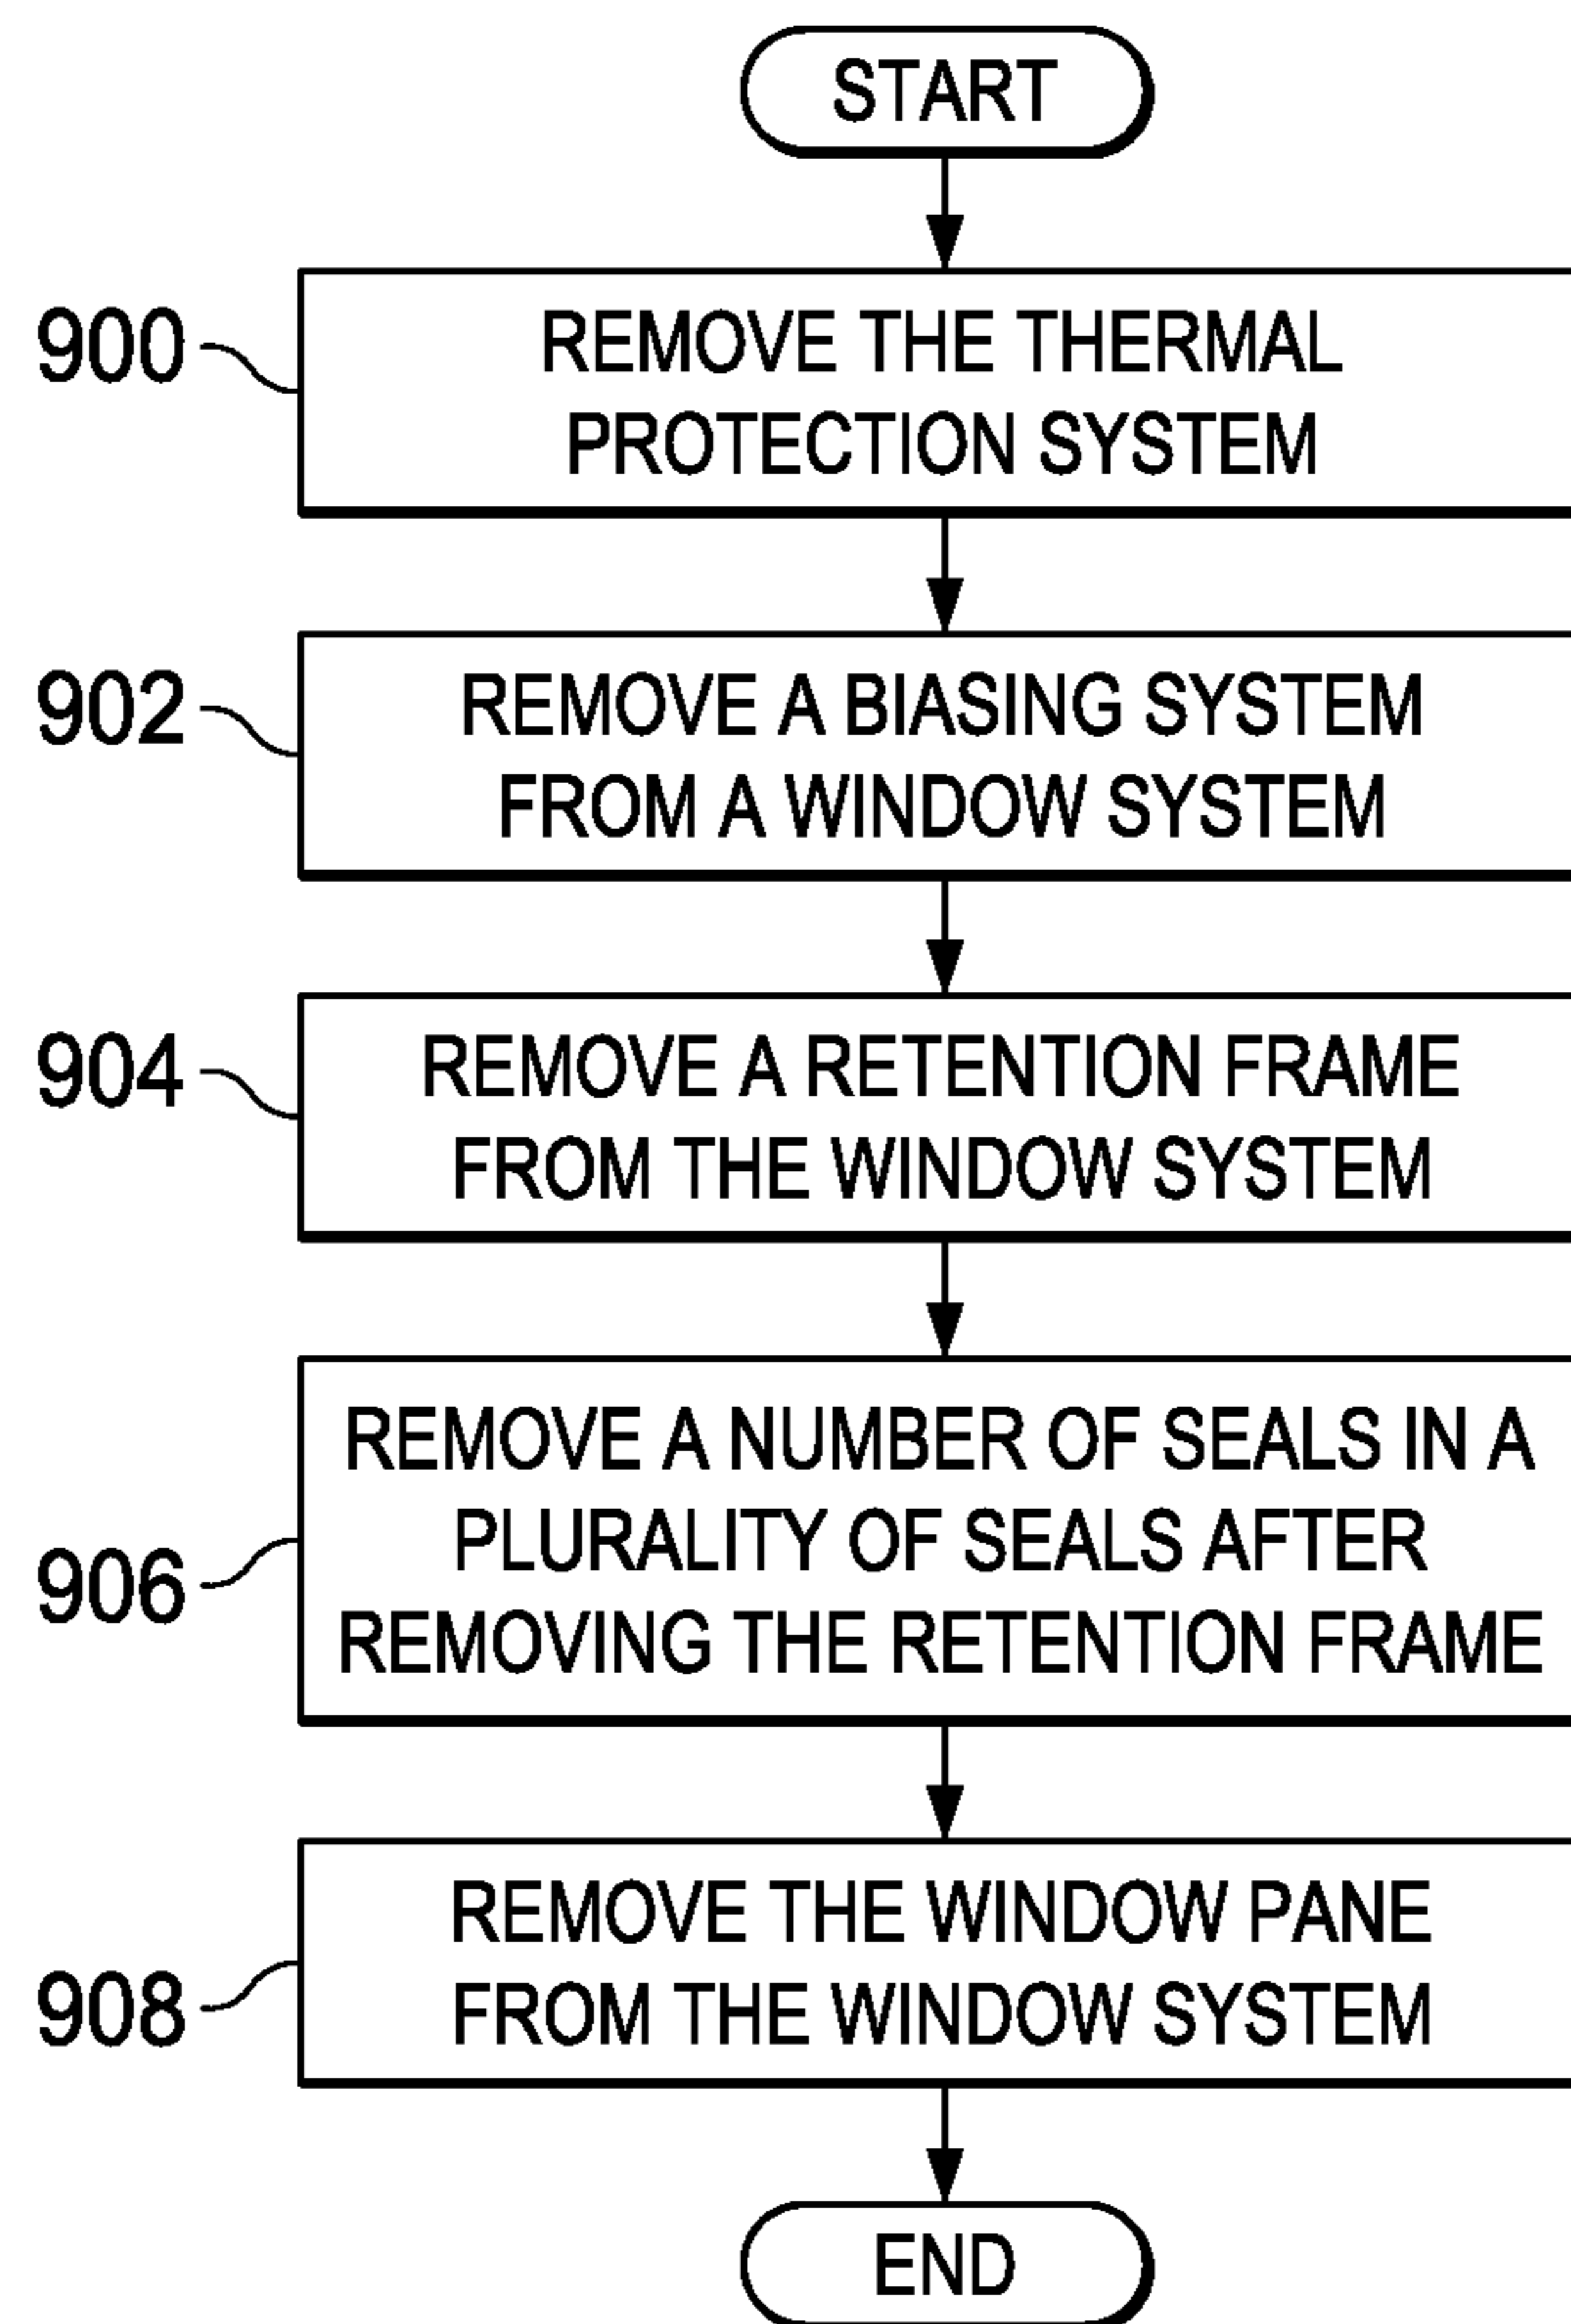 START
900
REMOVE THE THERMAL
PROTECTION SYSTEM
902
REMOVE A BIASING SYSTEM
FROM A WINDOW SYSTEM
904
REMOVE A RETENTION FRAME
FROM THE WINDOW SYSTEM
906
REMOVE A NUMBER OF SEALS IN A
PLURALITY OF SEALS AFTER
REMOVING THE RETENTION FRAME
908
REMOVE THE WINDOW PANE
FROM THE WINDOW SYSTEM
END